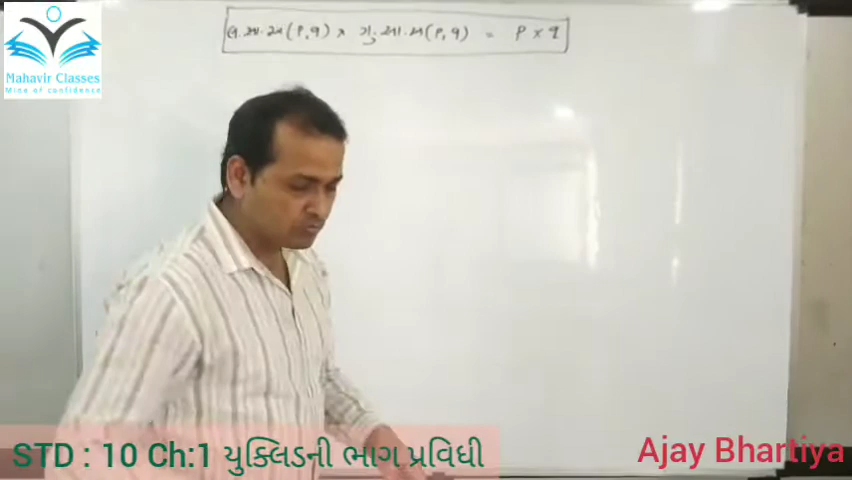 લ.સા.અ(P,q) × ગુ.સા.અ(P,q) = P × q
Mahavir Classes
Mine of confidence
STD : 10 Ch:1 યુક્લિડની ભાગ પ્રવિધી
Ajay Bhartiya